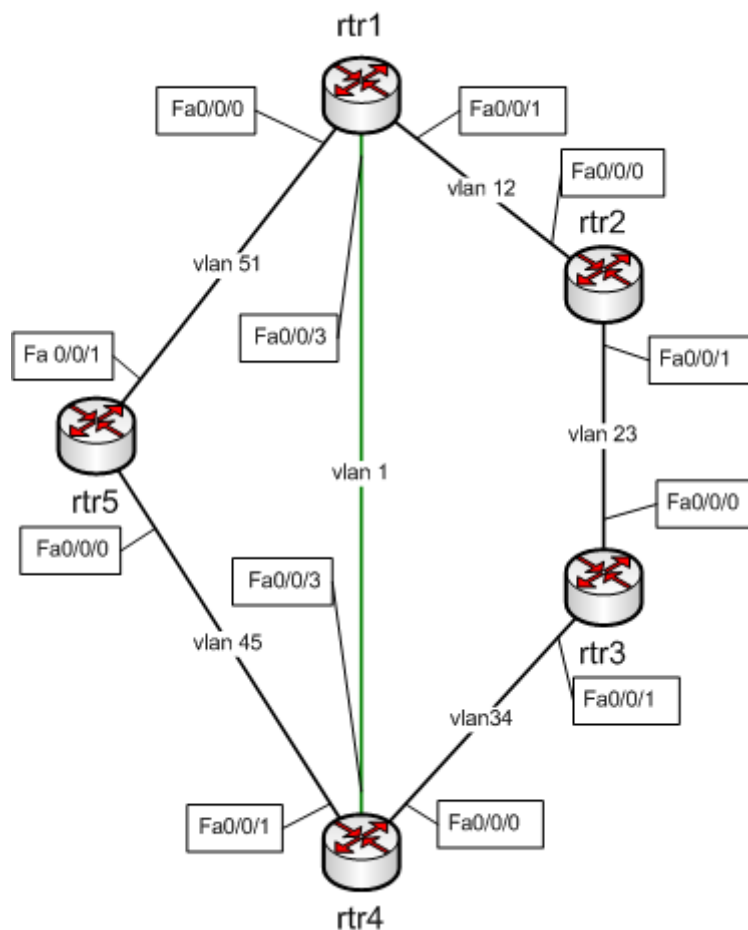 rtr1
Fa0/0/0
Fa0/0/1
vlan 12
Fa0/0/0
rtr2
vlan 51
Fa0/0/3
Fa 0/0/1
Fa0/0/1
vlan 23
vlan 1
rtr5
Fa0/0/0
Fa0/0/0
Fa0/0/3
vlan 45
rtr3
Fa0/0/1
vlan34
Fa0/0/1
Fa0/0/0
rtr4